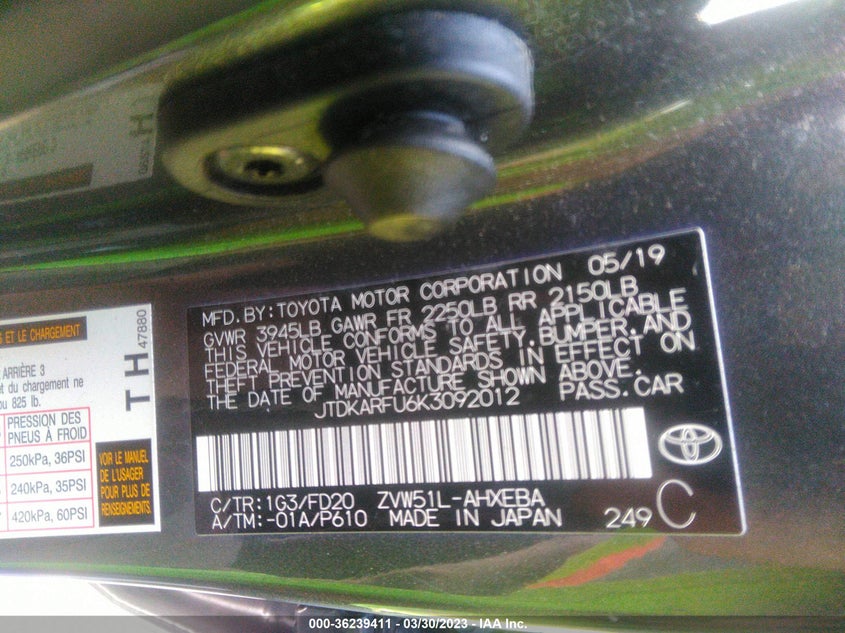 MFD. BY: TOYOTA MOTOR CORPORATION 05/19
GVWR 3945LB GAWR FR 2250LB RR 2150LB
THIS VEHICLE CONFORMS TO ALL APPLICABLE
FEDERAL MOTOR VEHICLE SAFETY, BUMPER, AND
THEFT PREVENTION STANDARDS IN EFFECT ON
THE DATE OF MANUFACTURE SHOWN ABOVE.
JTDKARFU6K3092012 PASS. CAR
C/TR: 1G3/FD20 ZVW51L-AHXEBA
A/TM: -01A/P610 MADE IN JAPAN 249 C
S ET LE CHARGEMENT
ARRIÈRE 3
et du chargement ne
ou 825 lb.
TH
47880
PRESSION DES
PNEUS À FROID
250kPa, 36PSI
240kPa, 35PSI
420kPa, 60PSI
VOIR LE MANUEL
DE L'USAGER
POUR PLUS DE
RENSEIGNEMENTS
000-36239411 - 03/30/2023 - IAA Inc.